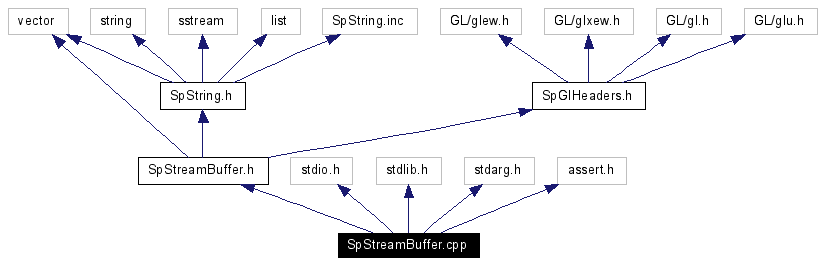 vector string sstream list SpString.inc GL/glew.h GL/glxew.h GL/gl.h GL/glu.h
SpString.h SpGlHeaders.h
SpStreamBuffer.h stdio.h stdlib.h stdarg.h assert.h
SpStreamBuffer.cpp